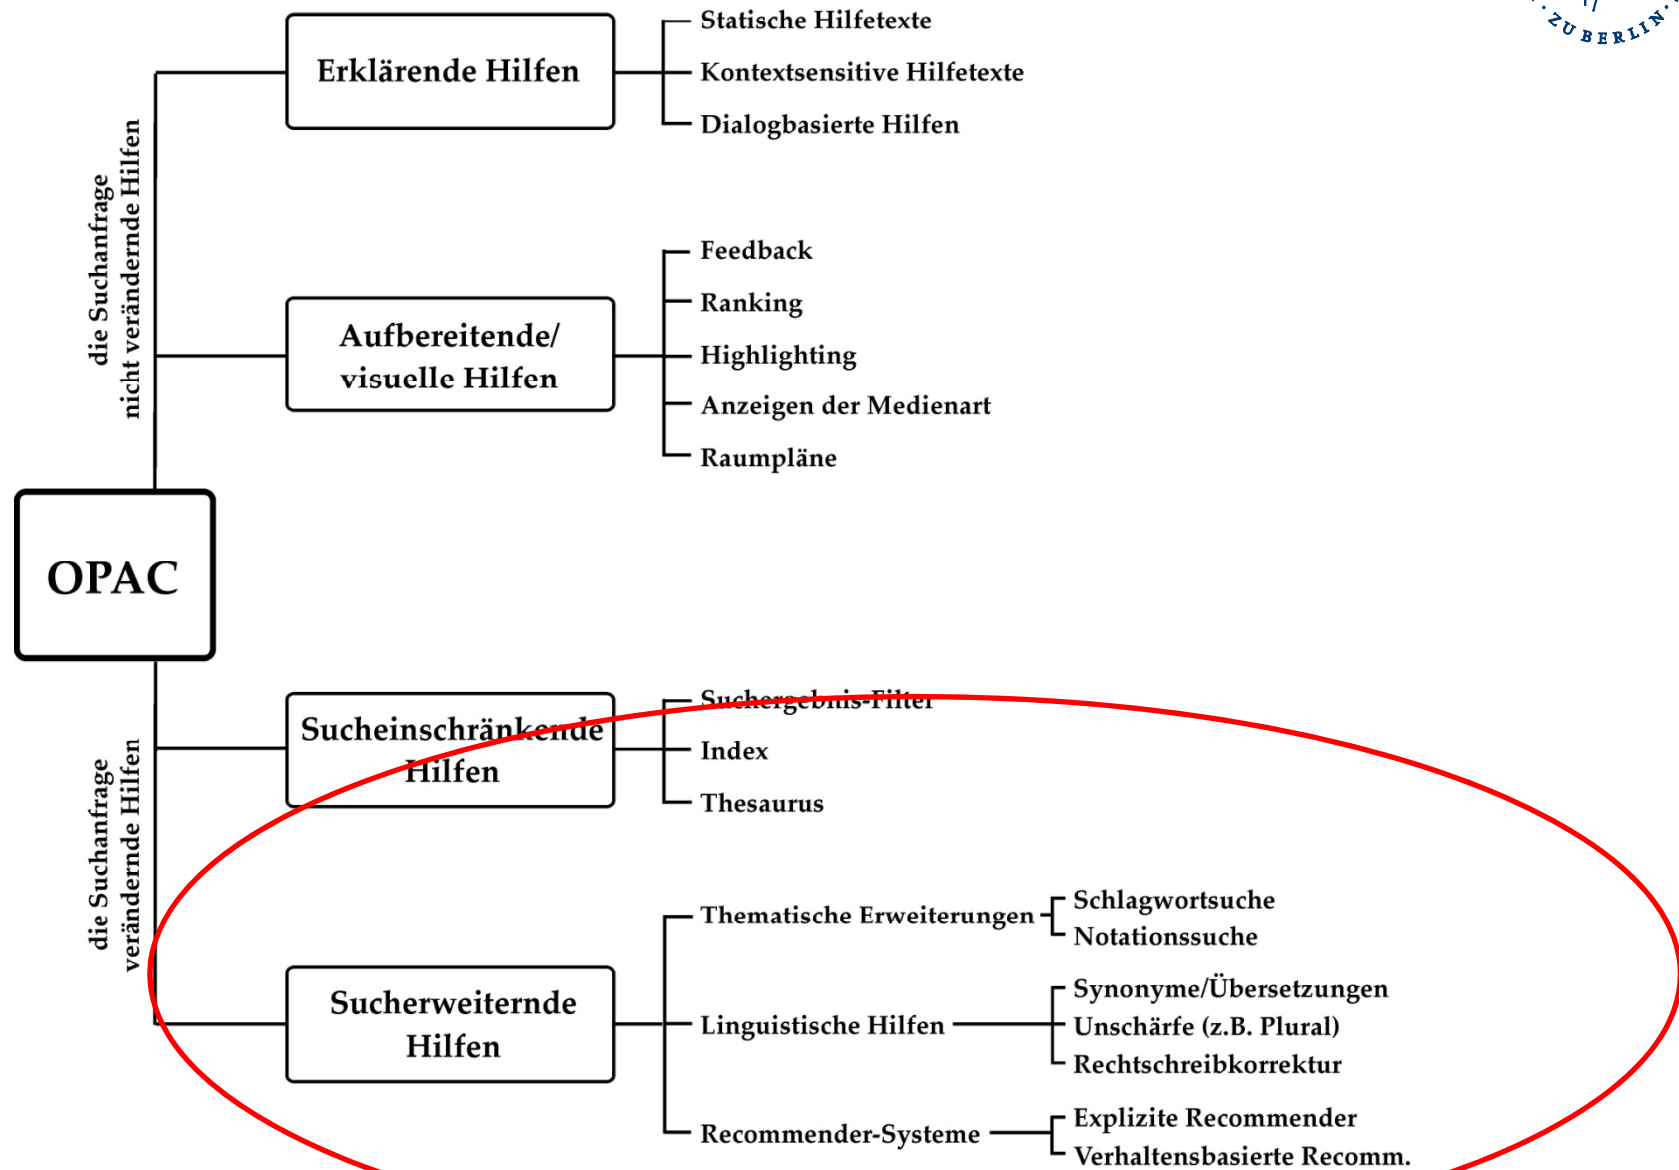 · ZU BERLIN ·
Erklärende Hilfen
Statische Hilfetexte
Kontextsensitive Hilfetexte
Dialogbasierte Hilfen
die Suchanfrage
nicht verändernde Hilfen
Aufbereitende/
visuelle Hilfen
Feedback
Ranking
Highlighting
Anzeigen der Medienart
Raumpläne
OPAC
die Suchanfrage
verändernde Hilfen
Sucheinschränkende
Hilfen
Suchergebnis-Filter
Index
Thesaurus
Sucherweiternde
Hilfen
Thematische Erweiterungen
Schlagwortsuche
Notationssuche
Linguistische Hilfen
Synonyme/Übersetzungen
Unschärfe (z.B. Plural)
Rechtschreibkorrektur
Recommender-Systeme
Explizite Recommender
Verhaltensbasierte Recomm.